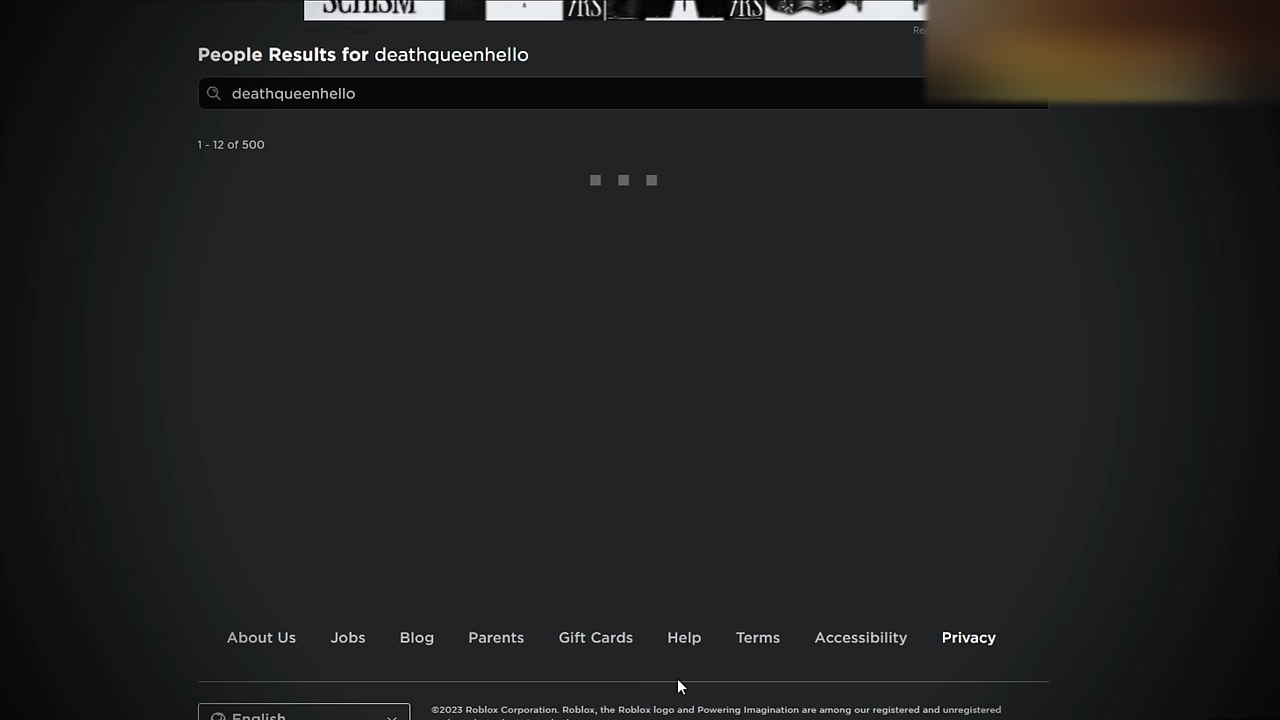 SCHISM
7RS 7RS
People Results for deathqueenhello
deathqueenhello
1 - 12 of 500
About Us Jobs Blog Parents Gift Cards Help Terms Accessibility Privacy
English
©2023 Roblox Corporation. Roblox, the Roblox logo and Powering Imagination are among our registered and unregistered